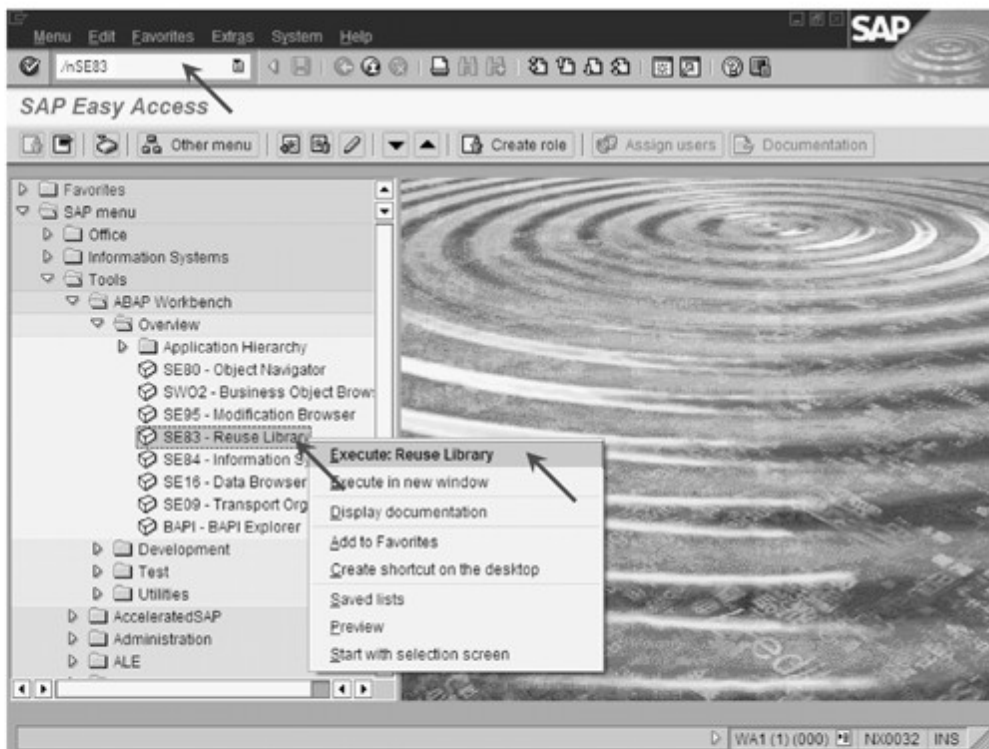 Menu Edit Favorites Extras System Help
SAP
/nSE83
SAP Easy Access
Other menu Create role Assign users Documentation
Favorites
SAP menu
Office
Information Systems
Tools
ABAP Workbench
Overview
Application Hierarchy
SE80 - Object Navigator
SWO2 - Business Object Brow
SE95 - Modification Browser
SE83 - Reuse Library
SE84 - Information Sy
SE16 - Data Browser
SE09 - Transport Org
BAPI - BAPI Explorer
Development
Test
Utilities
AcceleratedSAP
Administration
ALE
Execute: Reuse Library
Execute in new window
Display documentation
Add to Favorites
Create shortcut on the desktop
Saved lists
Preview
Start with selection screen
WA1 (1) (000) NX0032 INS